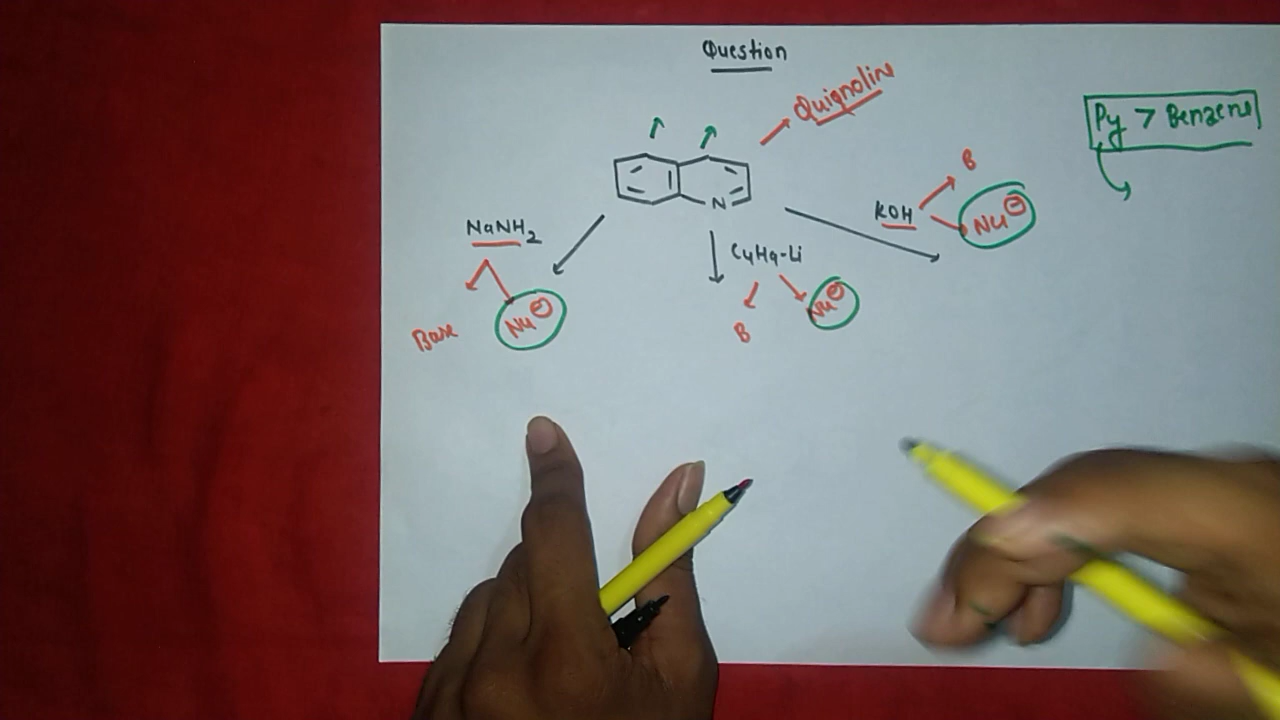 Question
Quignolin
Py > Benzene
N
NaNH2
Base
Nu⊖
C4H9-Li
B
Nu⊖
KOH
B
Nu⊖